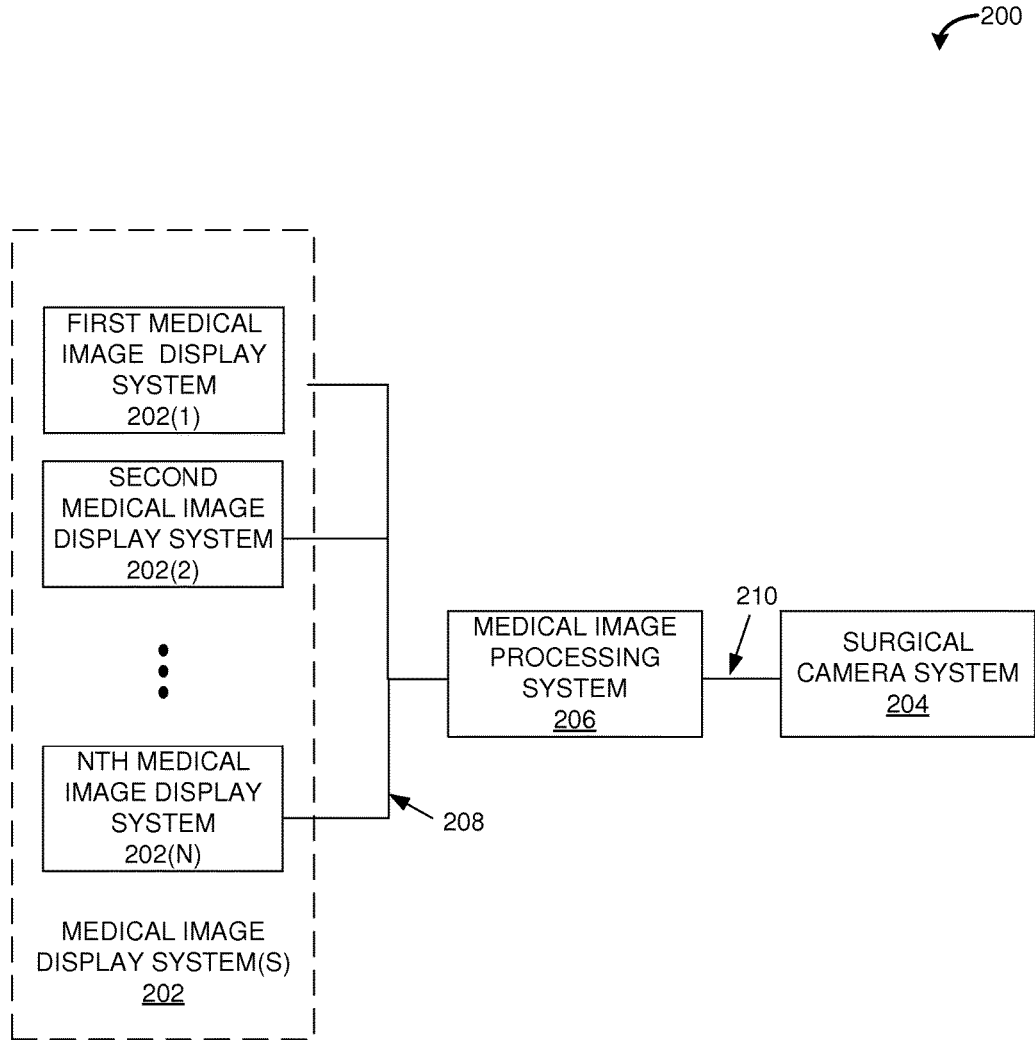 200
FIRST MEDICAL
IMAGE DISPLAY
SYSTEM
202(1)
SECOND
MEDICAL IMAGE
DISPLAY SYSTEM
202(2)
NTH MEDICAL
IMAGE DISPLAY
SYSTEM
202(N)
MEDICAL IMAGE
DISPLAY SYSTEM(S)
202
208
MEDICAL IMAGE
PROCESSING
SYSTEM
206
210
SURGICAL
CAMERA SYSTEM
204